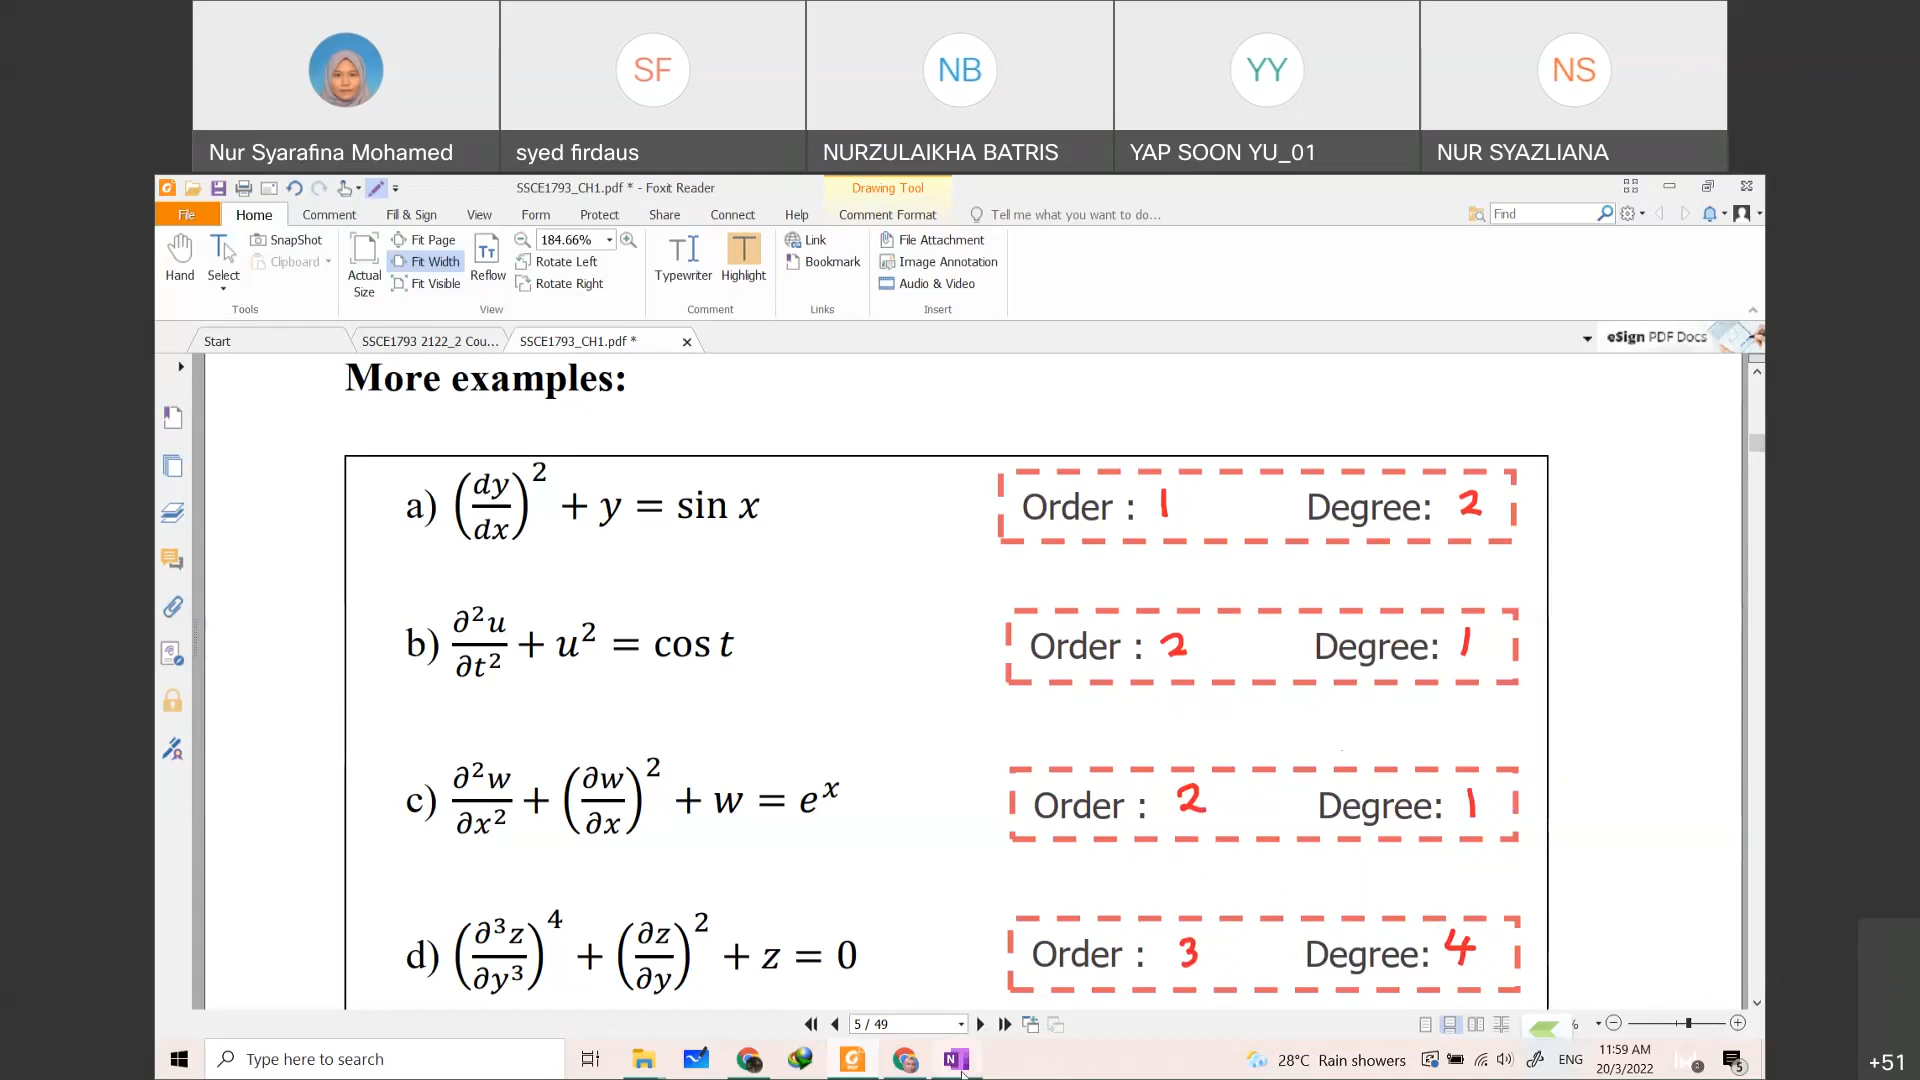 SF
NB
YY
NS
Nur Syarafina Mohamed
syed firdaus
NURZULAIKHA BATRIS
YAP SOON YU_01
NUR SYAZLIANA
SSCE1793_CH1.pdf * - Foxit Reader
Drawing Tool
File Home Comment Fill & Sign View Form Protect Share Connect Help Comment Format Tell me what you want to do... Find
Hand
Select
SnapShot
Clipboard
Tools
Actual Size
Fit Page
Fit Width
Fit Visible
Reflow
184.66%
Rotate Left
Rotate Right
View
Typewriter
Highlight
Comment
Link
Bookmark
Links
File Attachment
Image Annotation
Audio & Video
Insert
Start
SSCE1793 2122_2 Cou...
SSCE1793_CH1.pdf *
eSign PDF Docs
More examples:
a) (dy/dx)² + y = sin x Order : 1 Degree: 2
b) ∂²u/∂t² + u² = cos t Order : 2 Degree: 1
c) ∂²w/∂x² + (∂w/∂x)² + w = eˣ Order : 2 Degree: 1
d) (∂³z/∂y³)⁴ + (∂z/∂y)² + z = 0 Order : 3 Degree: 4
5 / 49
Type here to search
28°C Rain showers
ENG
11:59 AM
20/3/2022
+51